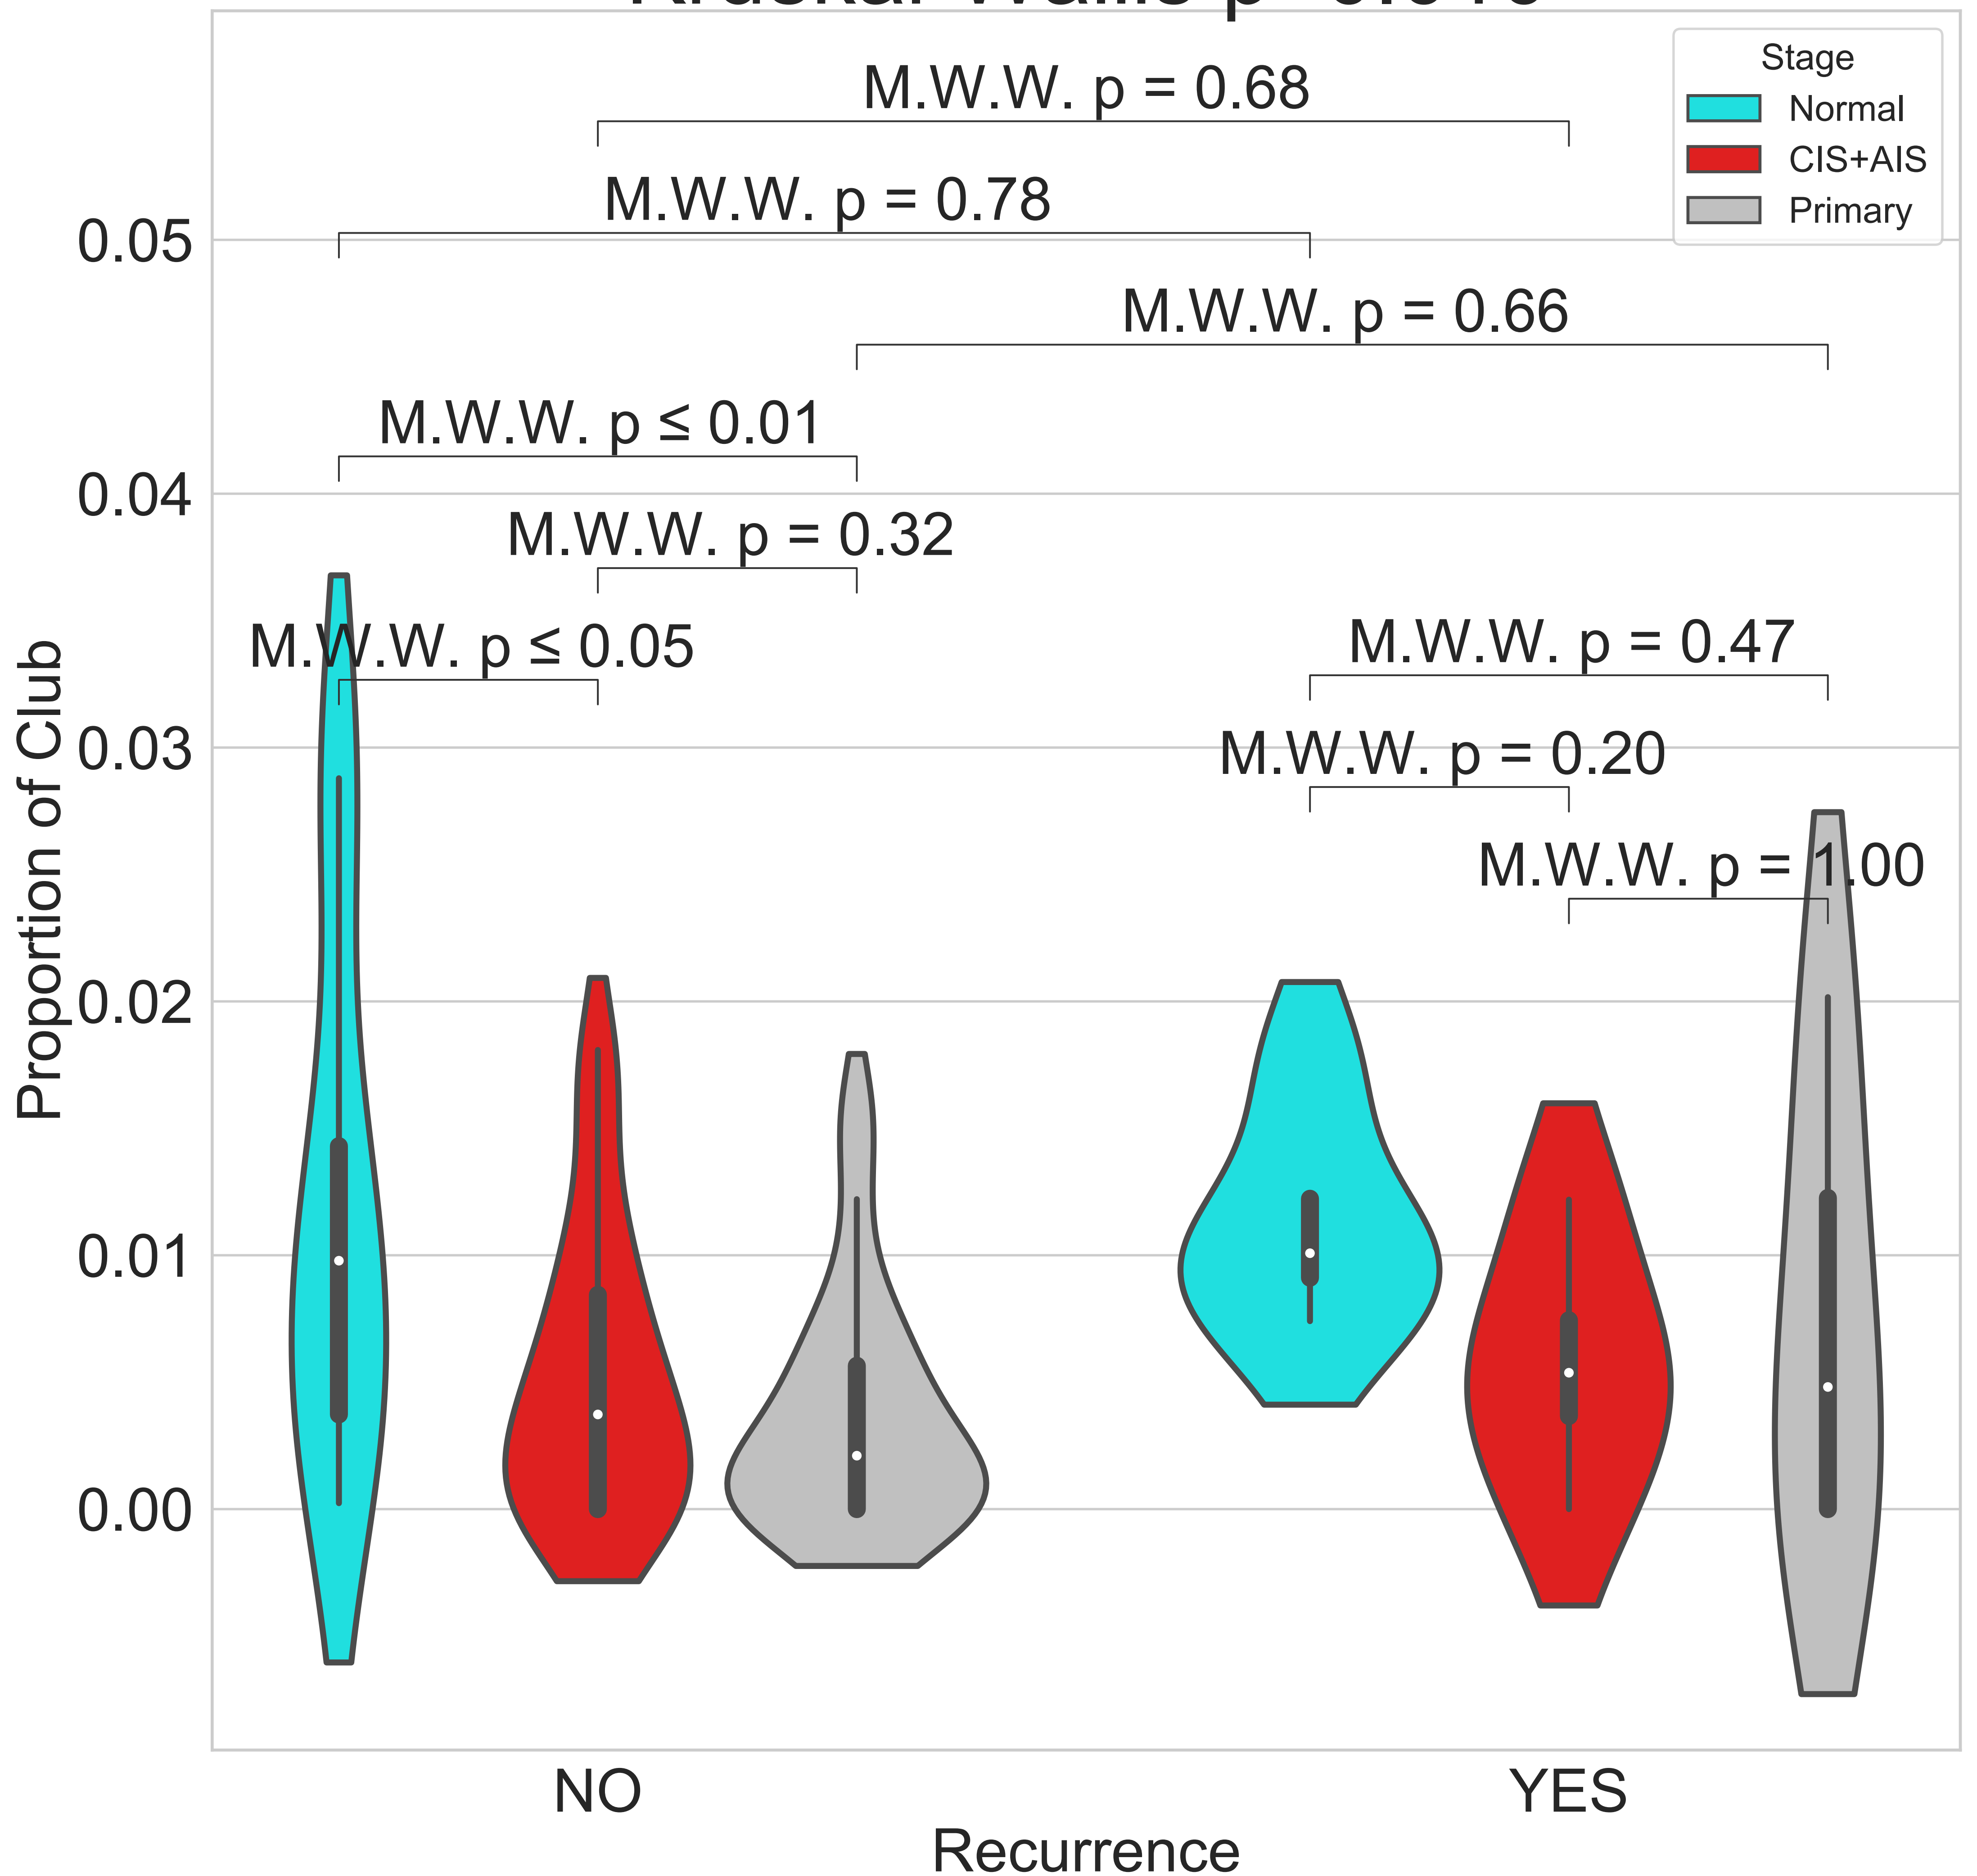 Stage
Normal
CIS+AIS
Primary
M.W.W. p = 0.68
M.W.W. p = 0.78
M.W.W. p = 0.66
M.W.W. p ≤ 0.01
M.W.W. p = 0.32
M.W.W. p ≤ 0.05
M.W.W. p = 0.47
M.W.W. p = 0.20
M.W.W. p = 1.00
Proportion of Club
0.05
0.04
0.03
0.02
0.01
0.00
NO
YES
Recurrence